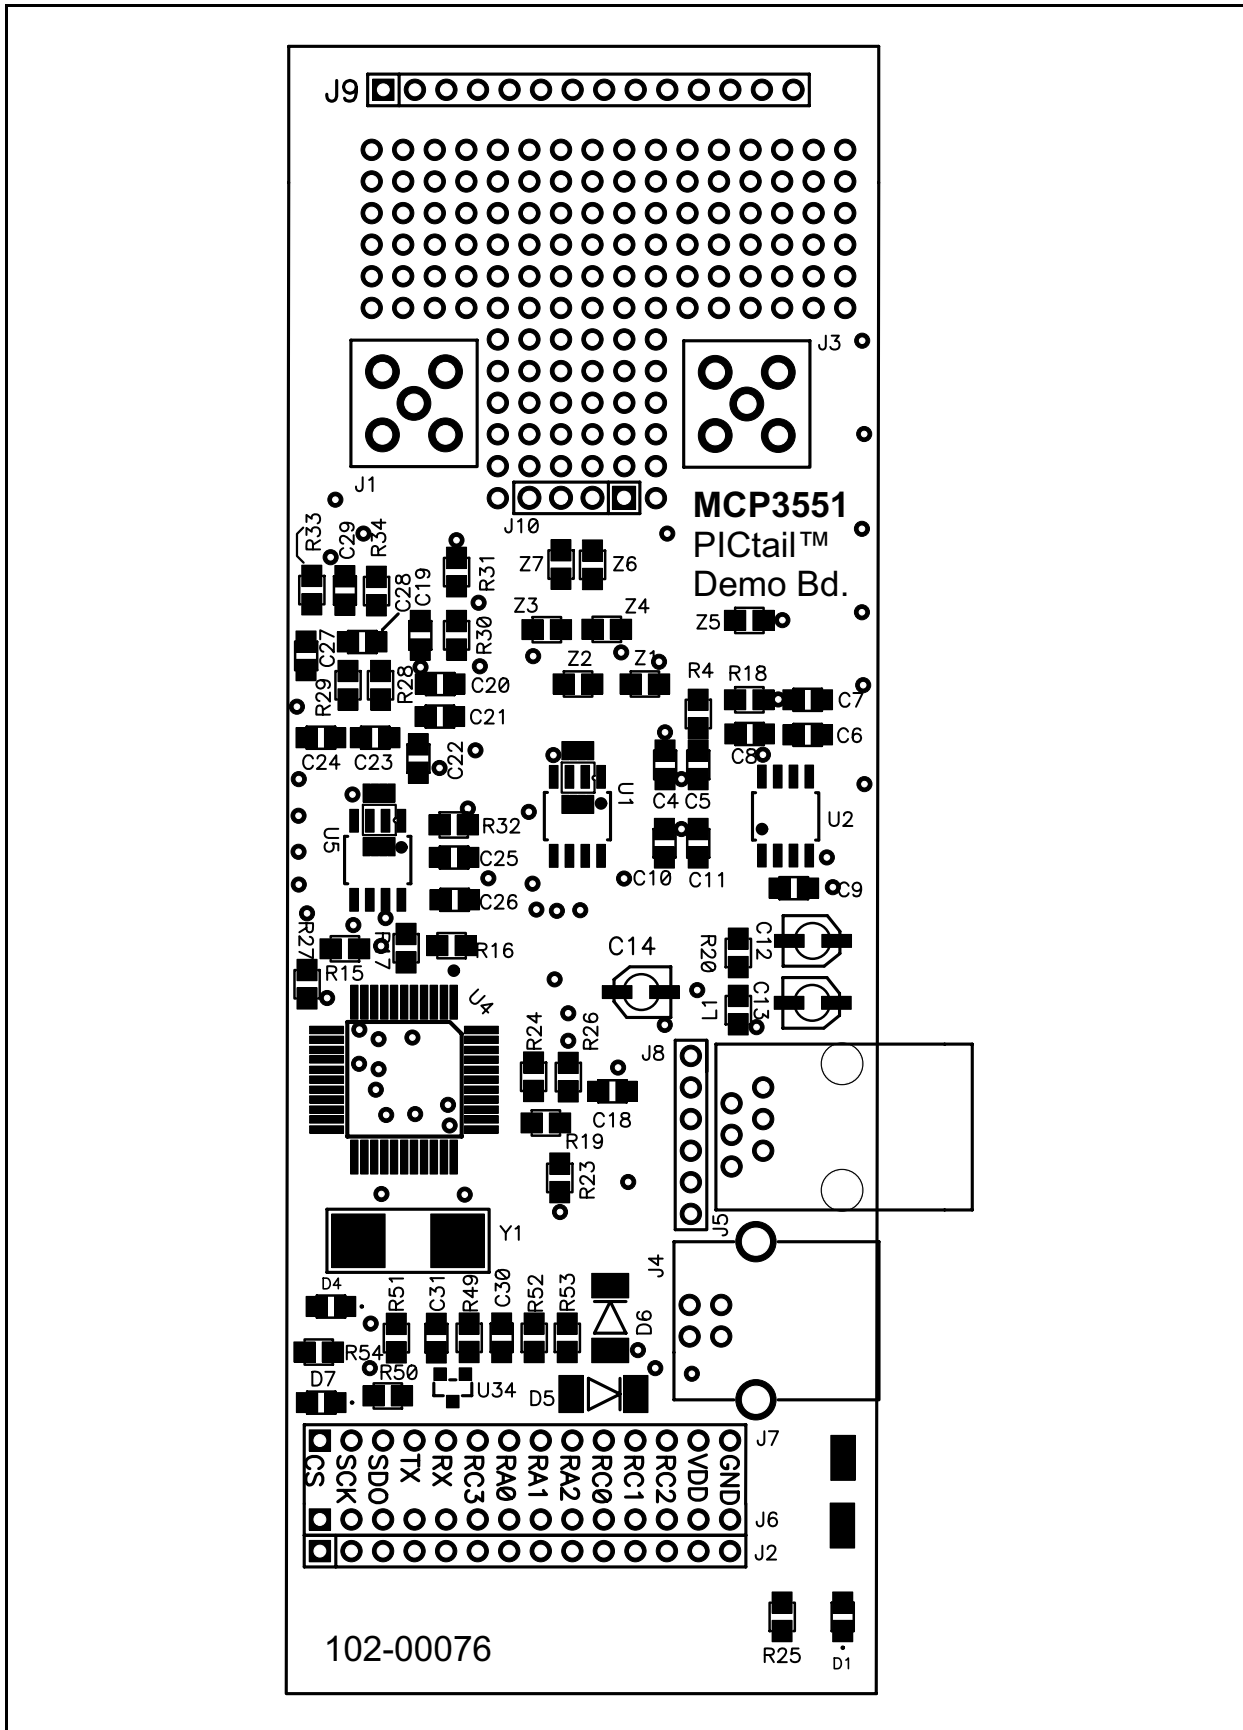 J9
J3
J1
J10
MCP3551
PICtail™
Demo Bd.
R33
C29
R34
C28
C19
R31
Z7
Z6
Z3
Z4
Z5
C27
R30
R29
R28
C20
Z2
Z1
R4
R18
C7
C21
C6
C24
C23
C22
C8
U5
R32
U1
C4
C5
U2
C25
C10
C11
C26
C9
R27
R15
R17
R16
C14
R20
C12
U4
L7
C13
R24
R26
J8
C18
R19
R23
J5
Y1
J4
D4
R51
C31
R49
C30
R52
R53
D6
R54
D7
R50
U34
D5
J7
CS
SCK
SDO
TX
RX
RC3
RA0
RA1
RA2
RC0
RC1
RC2
VDD
GND
J6
J2
102-00076
R25
D1